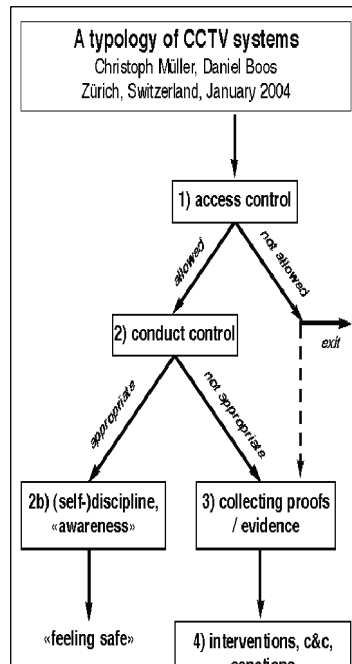 A typology of CCTV systems
Christoph Müller, Daniel Boos
Zürich, Switzerland, January 2004
1) access control
allowed
not allowed
2) conduct control
exit
appropriate
not appropriate
2b) (self-)discipline,
«awareness»
3) collecting proofs
/ evidence
«feeling safe»
4) interventions, c&c,